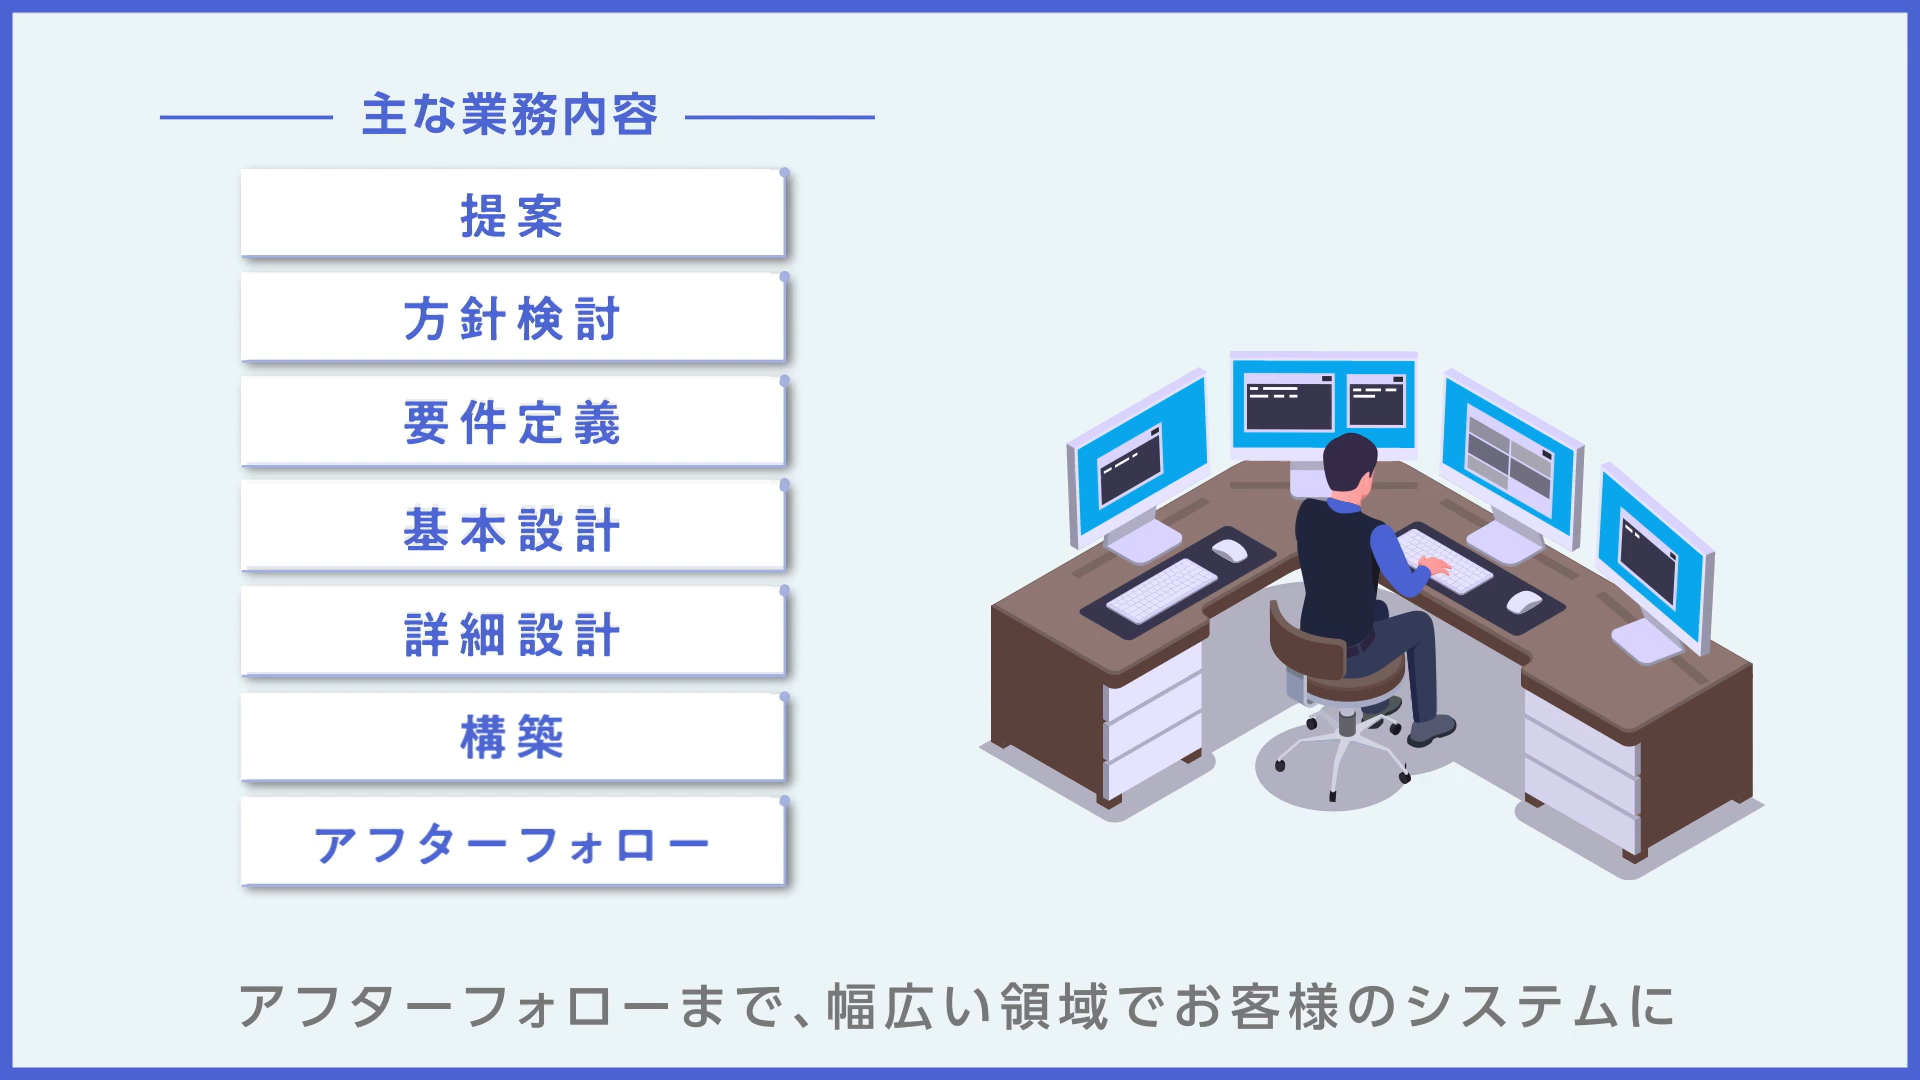 主な業務内容
提案
方針検討
要件定義
基本設計
詳細設計
構築
アフターフォロー
アフターフォローまで、幅広い領域でお客様のシステムに